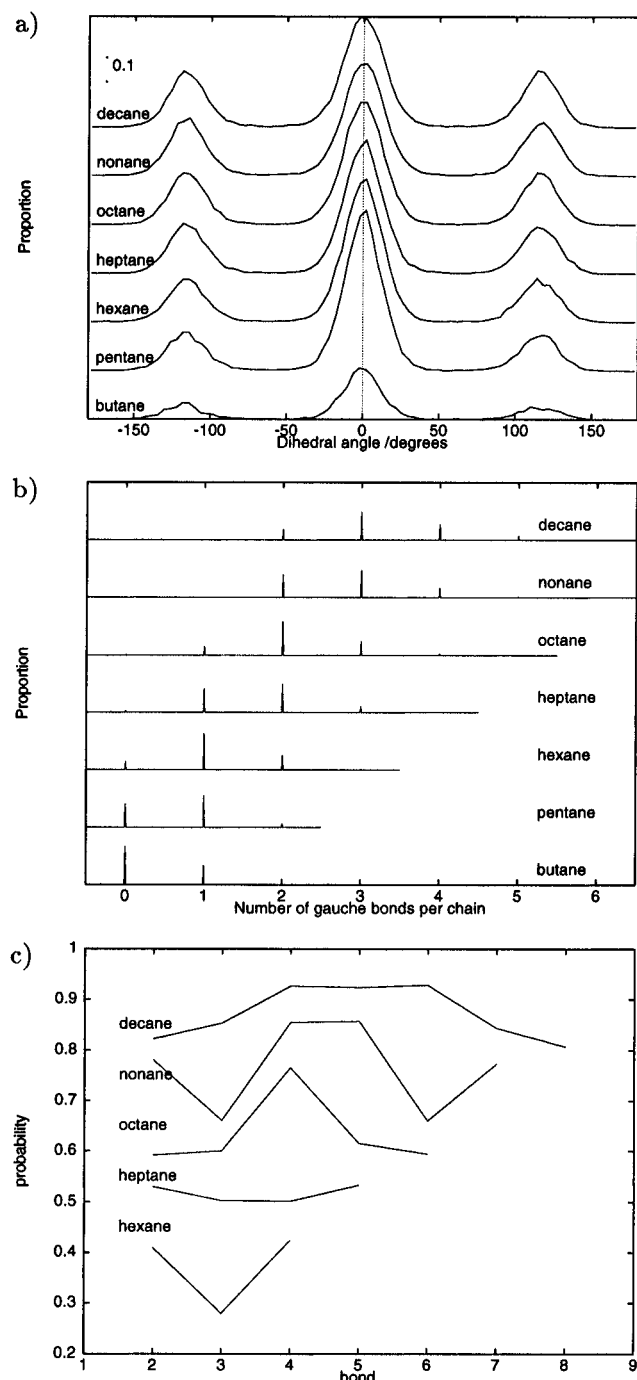 a)
0.1
decane
nonane
octane
heptane
hexane
pentane
butane
Proportion
-150 -100 -50 0 50 100 150
Dihedral angle /degrees
b)
decane
nonane
octane
heptane
hexane
pentane
butane
Proportion
0 1 2 3 4 5 6
Number of gauche bonds per chain
c)
1
0.9
0.8
0.7
0.6
0.5
0.4
0.3
0.2
decane
nonane
octane
heptane
hexane
probability
1 2 3 4 5 6 7 8 9
bond